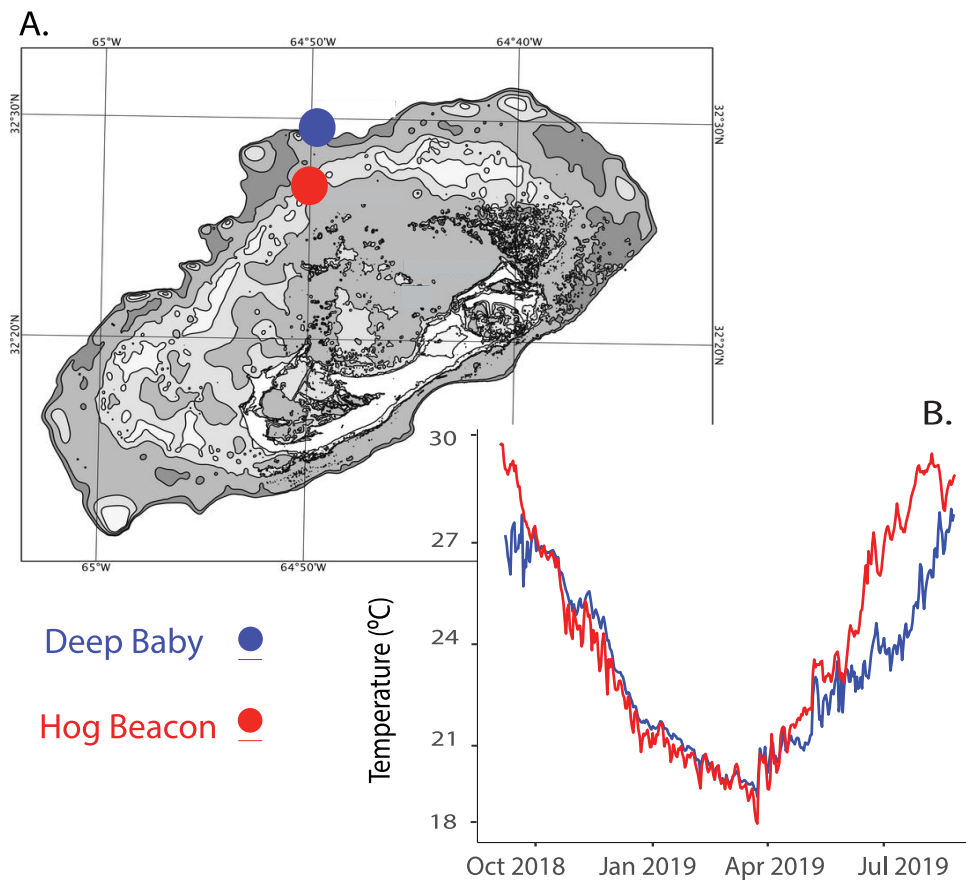 A.
65°W
64°50'W
64°40'W
32°30'N
32°30'N
32°20'N
32°20'N
65°W
64°50'W
B.
30
27
24
21
18
Temperature (ºC)
Oct 2018
Jan 2019
Apr 2019
Jul 2019
Deep Baby
Hog Beacon